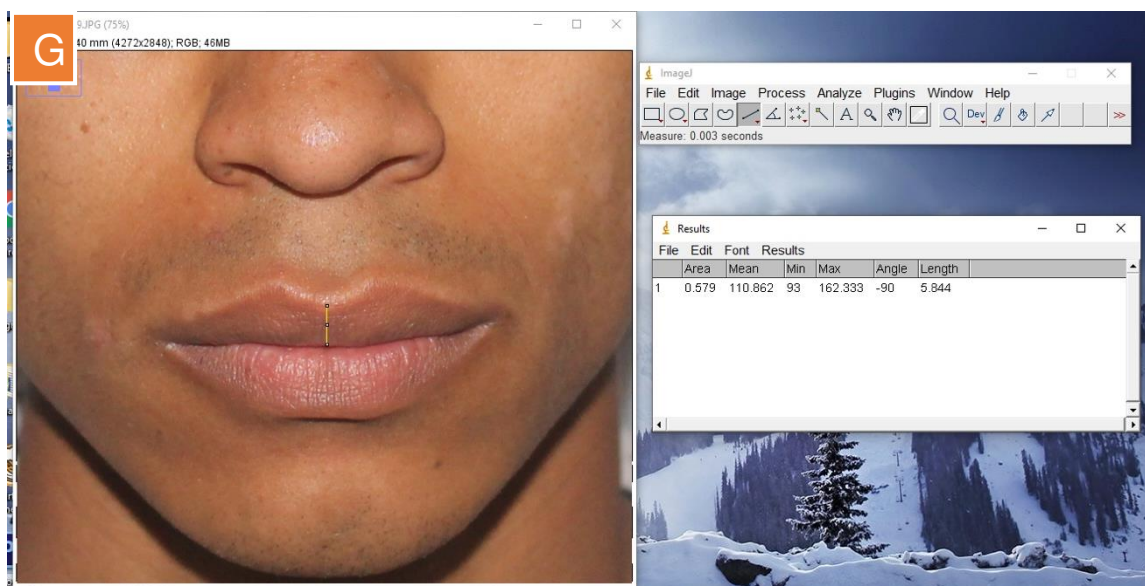 G
9.JPG (75%)
40 mm (4272x2848); RGB; 46MB
ImageJ
File Edit Image Process Analyze Plugins Window Help
A Dev >>
Measure: 0.003 seconds
Results
File Edit Font Results
Area Mean Min Max Angle Length
1 0.579 110.862 93 162.333 -90 5.844